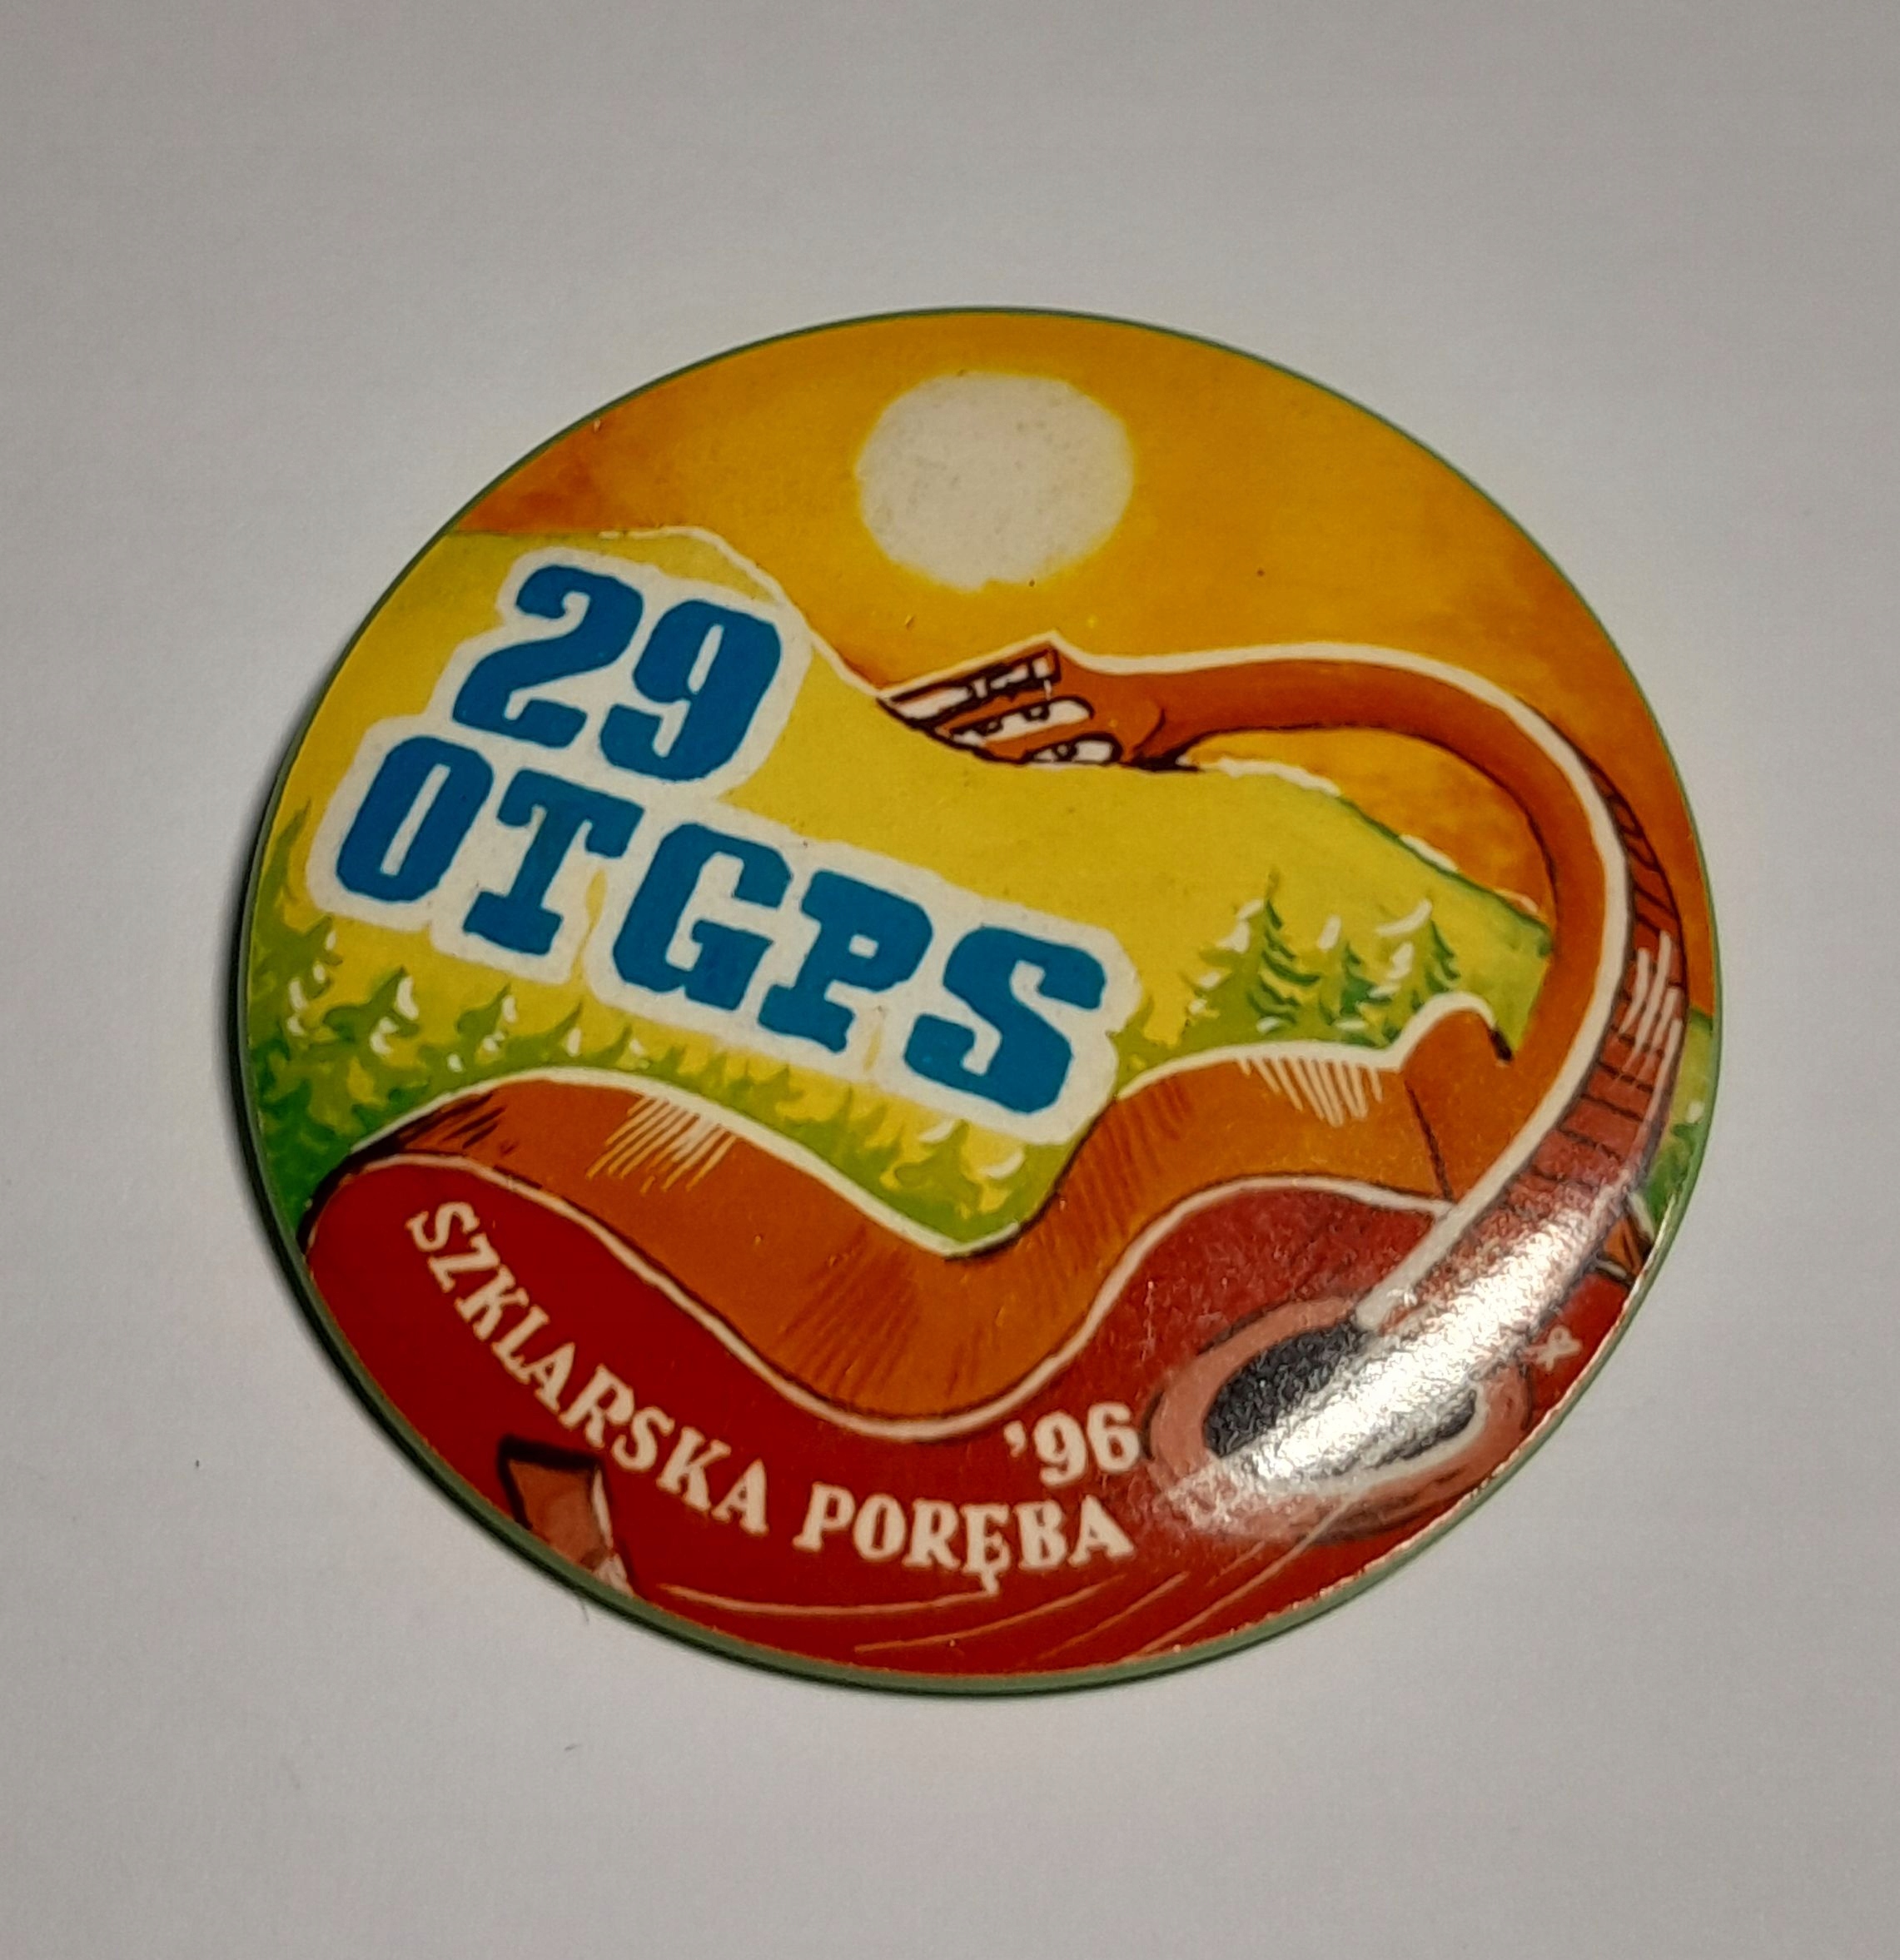 29
OTGPS
'96
SZKLARSKA PORĘBA